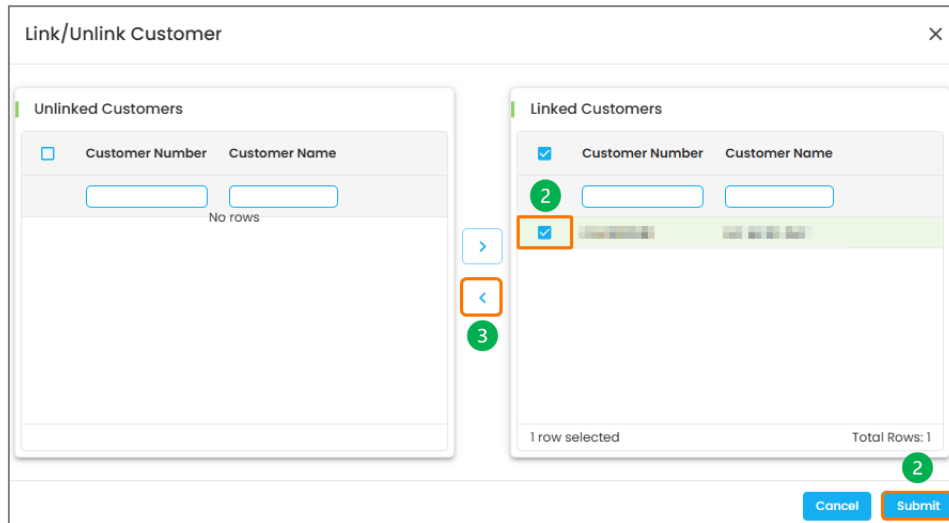 Link/Unlink Customer
Unlinked Customers
Customer Number Customer Name
No rows
Linked Customers
Customer Number Customer Name
2
3
1 row selected Total Rows: 1
2
Cancel Submit